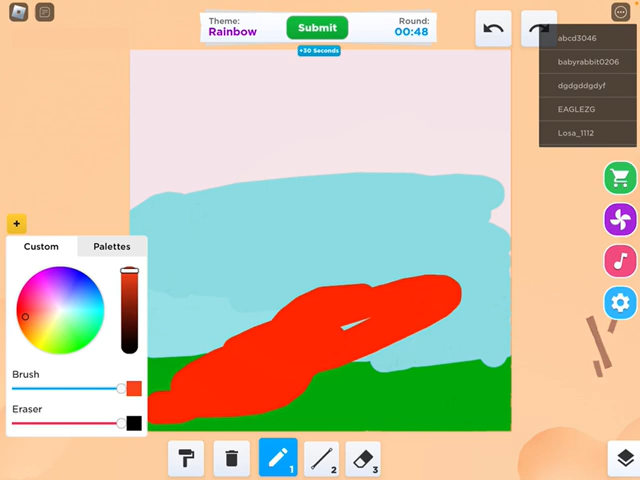 Theme:
Rainbow
Submit
Round:
00:48
+30 Seconds
abcd3046
babyrabbit0206
dgdgddgdyf
EAGLEZG
Losa_1112
+
Custom
Palettes
Brush
Eraser
1
2
3